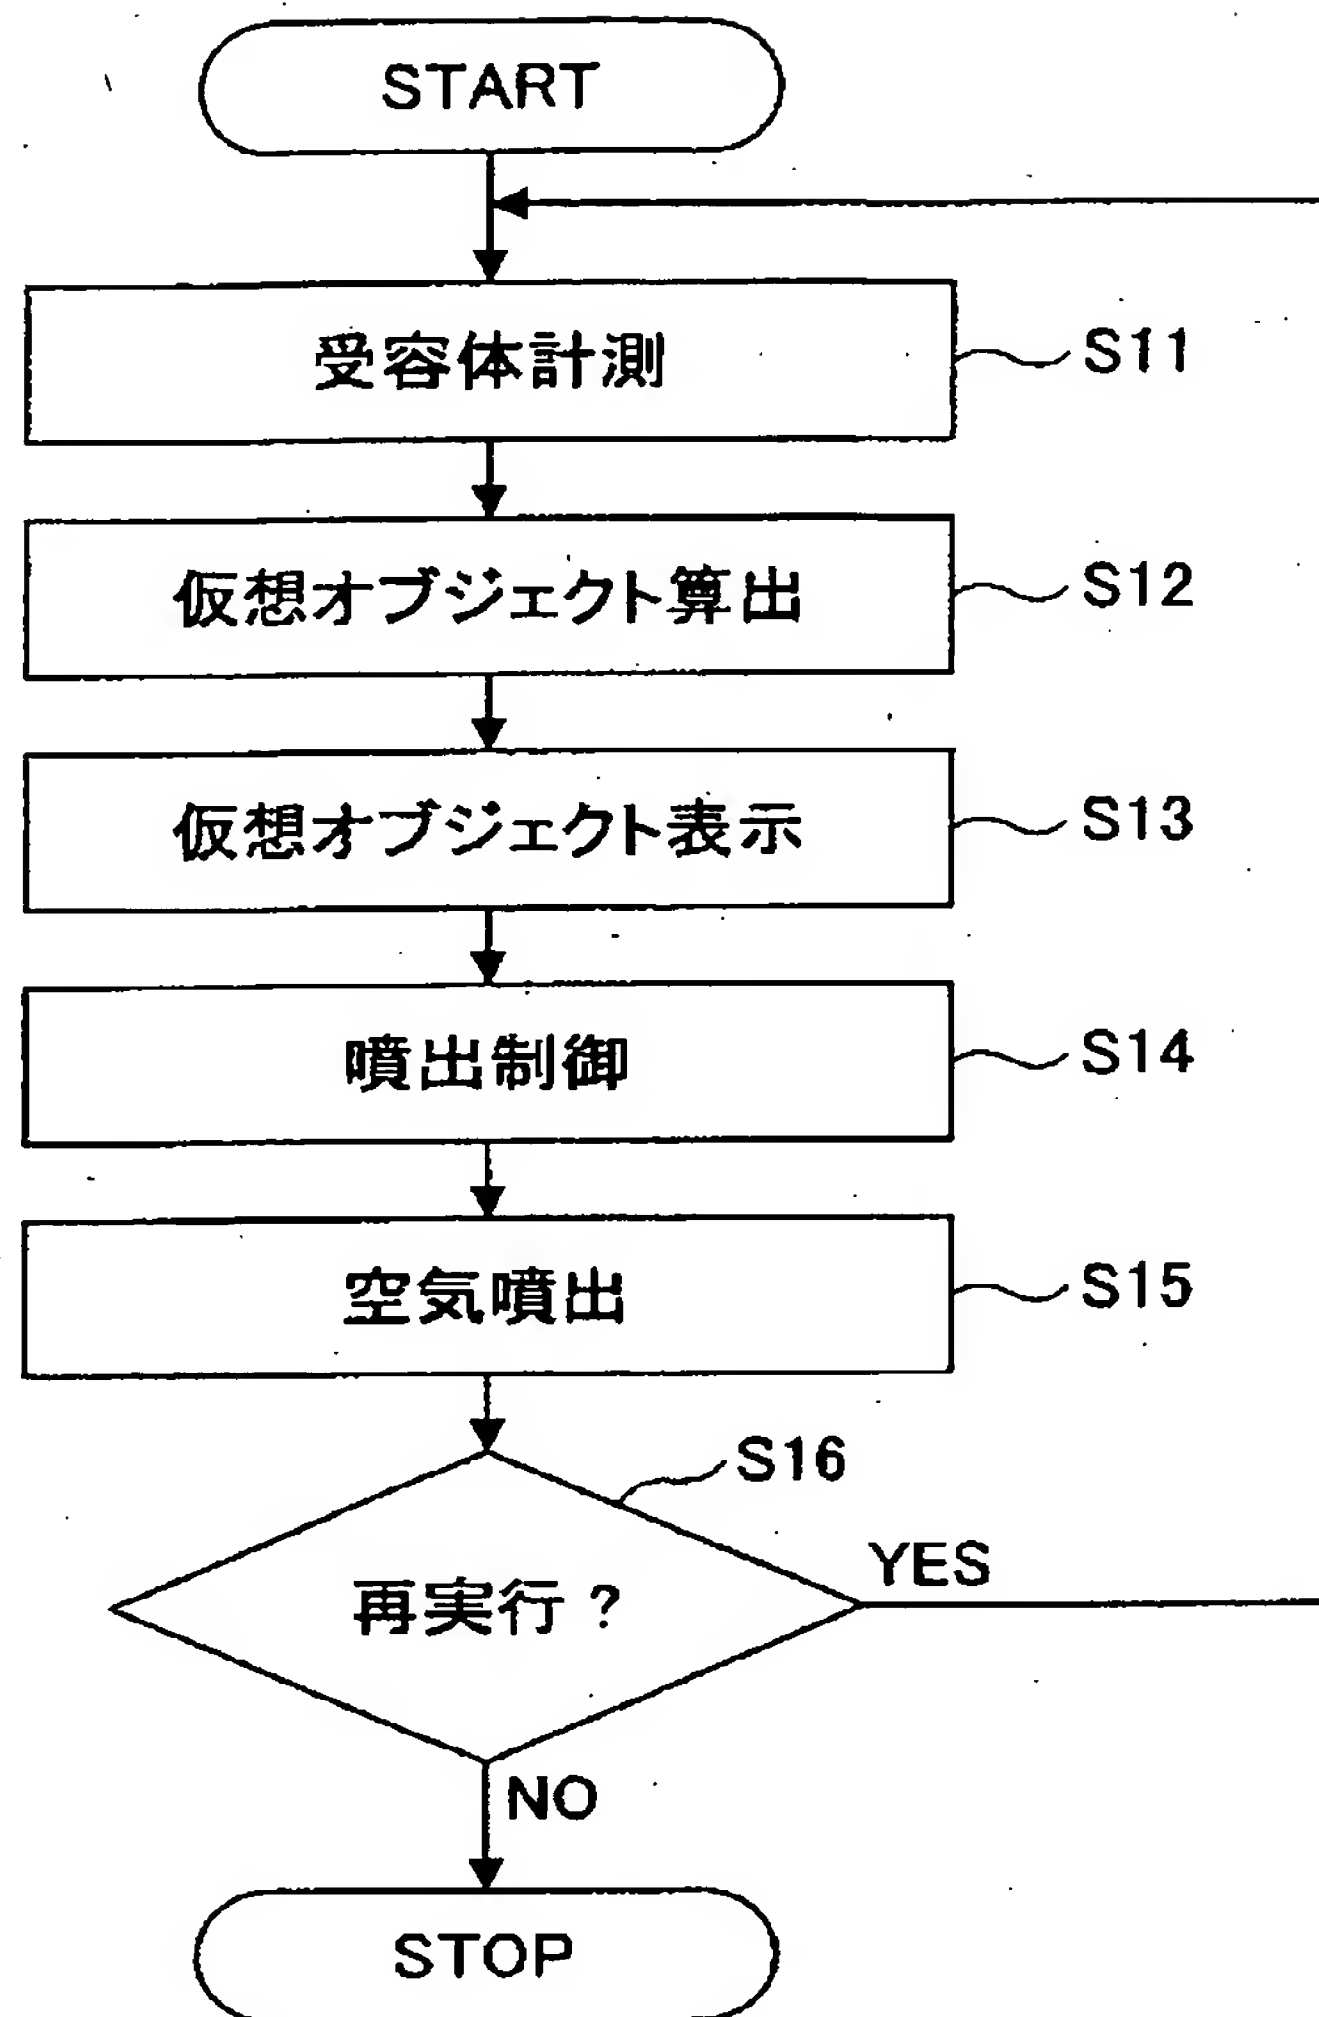 START
受容体計測
S11
仮想オブジェクト算出
S12
仮想オブジェクト表示
S13
噴出制御
S14
空気噴出
S15
S16
再実行?
YES
NO
STOP